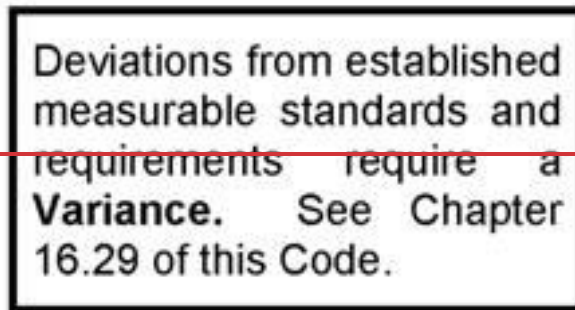 Deviations from established
measurable standards and
requirements require a
Variance. See Chapter
16.29 of this Code.